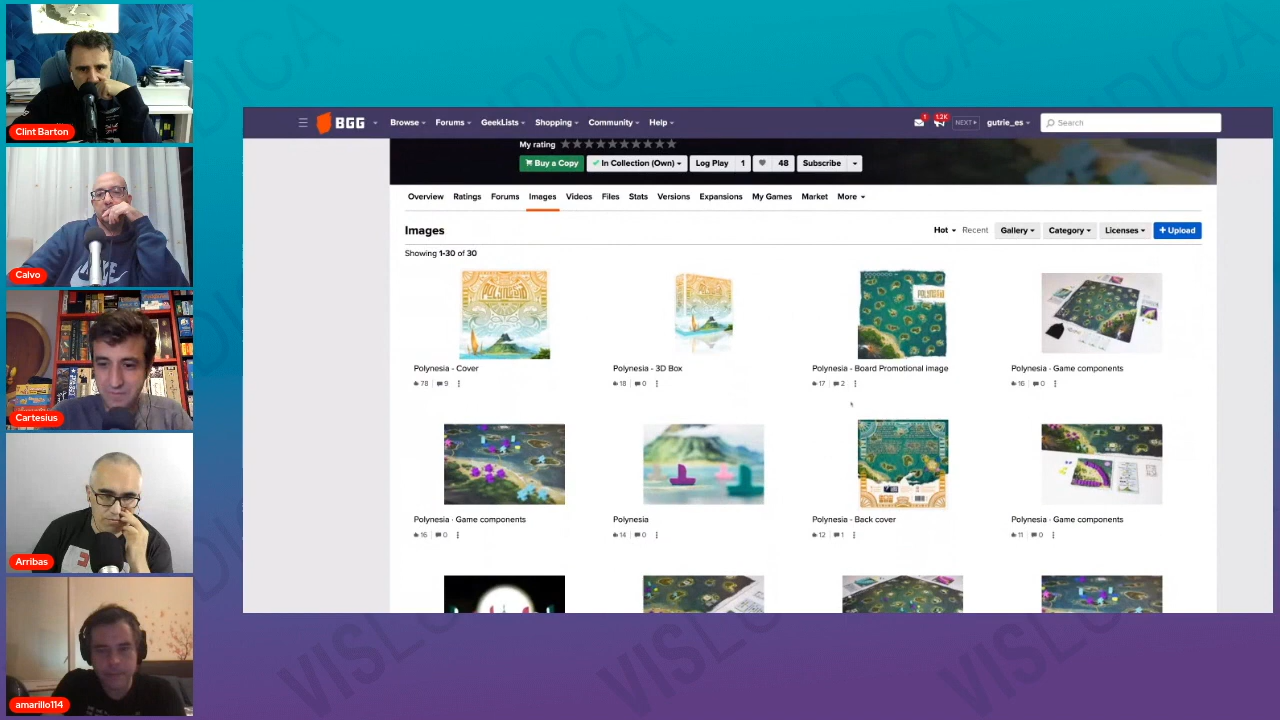 Clint Barton
Calvo
Cartesius
Arribas
amarillo114
BGG
Browse Forums GeekLists Shopping Community Help
1 1.2K NEXT+ gutrie_es Search
My rating
Buy a Copy In Collection (Own) Log Play 1 48 Subscribe
Overview Ratings Forums Images Videos Files Stats Versions Expansions My Games Market More
Images
Hot Recent Gallery Category Licenses + Upload
Showing 1-30 of 30
POLYNESIA
Polynesia - Cover
78 9
Polynesia - 3D Box
18 0
Polynesia - Board Promotional image
17 2
Polynesia - Game components
16 0
Polynesia - Game components
16 0
Polynesia
14 0
Polynesia - Back cover
12 1
Polynesia - Game components
11 0